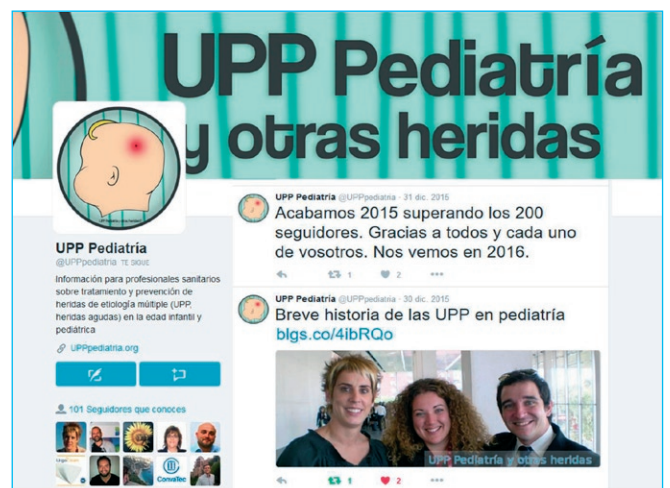 UPP Pediatría
y otras heridas
UPP Pediatría
@UPPpediatria TE SIGUE
Información para profesionales sanitarios
sobre tratamiento y prevención de
heridas de etiología múltiple (UPP,
heridas agudas) en la edad infantil y
pediátrica
UPPpediatria.org
101 Seguidores que conoces
ConvaTec
UPP Pediatría @UPPpediatria · 31 dic. 2015
Acabamos 2015 superando los 200
seguidores. Gracias a todos y cada uno
de vosotros. Nos vemos en 2016.
1 2
UPP Pediatría @UPPpediatria · 30 dic. 2015
Breve historia de las UPP en pediatría
blgs.co/4ibRQo
UPP Pediatría y otras heridas
1 2